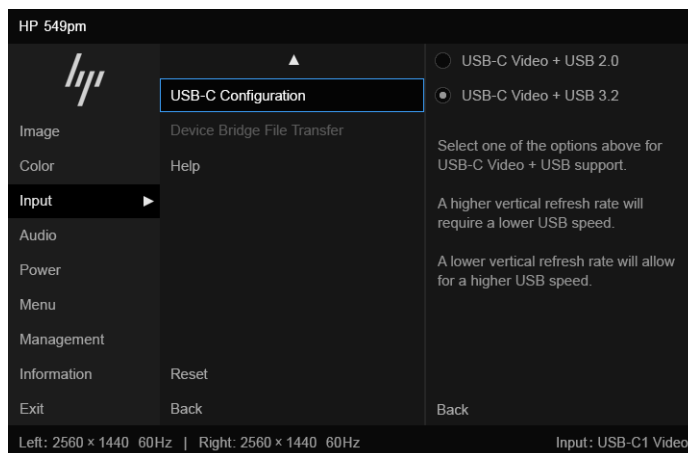 HP 549pm
hp
Image
Color
Input
Audio
Power
Menu
Management
Information
Exit
USB-C Configuration
Device Bridge File Transfer
Help
Reset
Back
USB-C Video + USB 2.0
USB-C Video + USB 3.2
Select one of the options above for
USB-C Video + USB support.
A higher vertical refresh rate will
require a lower USB speed.
A lower vertical refresh rate will allow
for a higher USB speed.
Back
Left: 2560 × 1440 60Hz | Right: 2560 × 1440 60Hz
Input: USB-C1 Video